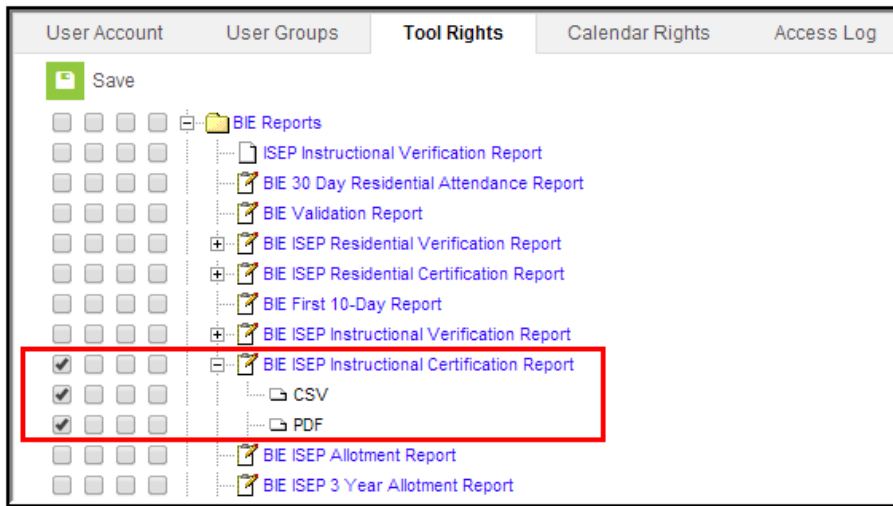 User Account User Groups Tool Rights Calendar Rights Access Log
Save
BIE Reports
ISEP Instructional Verification Report
BIE 30 Day Residential Attendance Report
BIE Validation Report
BIE ISEP Residential Verification Report
BIE ISEP Residential Certification Report
BIE First 10-Day Report
BIE ISEP Instructional Verification Report
BIE ISEP Instructional Certification Report
CSV
PDF
BIE ISEP Allotment Report
BIE ISEP 3 Year Allotment Report